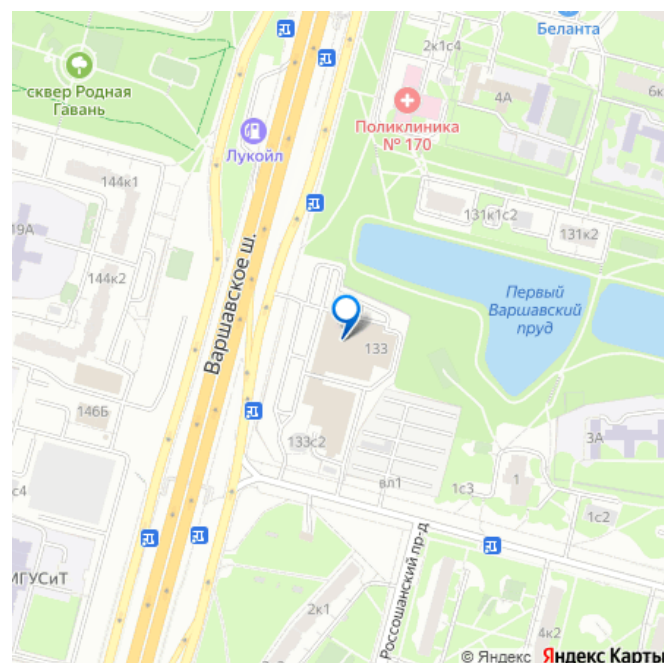 2к1с4
Беланта
сквер Родная
Гавань
4А
6к
Лукойл
Поликлиника
№ 170
144к1
131к1с2
19А
131к2
144к2
Варшавское ш.
Первый
Варшавский
пруд
133
146Б
133с2
3А
с4
вл1
1с3
1
1с2
МГУСиТ
Россошанский пр-д
2к1
4к2
© Яндекс Яндекс Карты